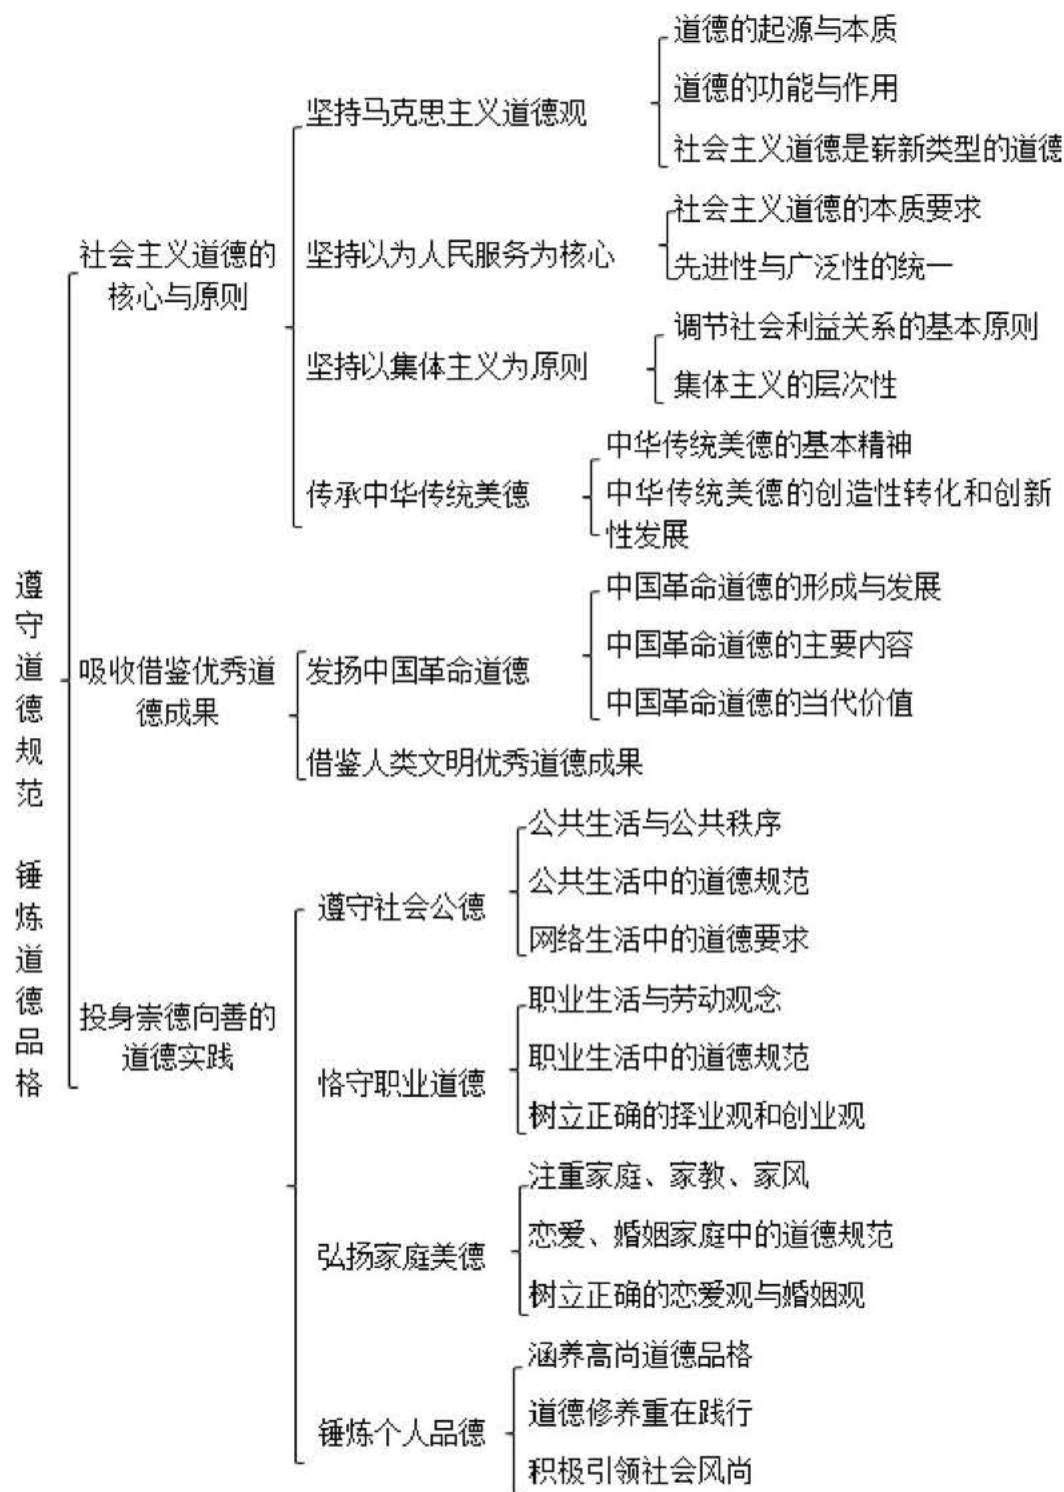 遵守道德规范 锤炼道德品格
社会主义道德的
核心与原则
坚持马克思主义道德观
道德的起源与本质
道德的功能与作用
社会主义道德是崭新类型的道德
坚持以为人民服务为核心
社会主义道德的本质要求
先进性与广泛性的统一
坚持以集体主义为原则
调节社会利益关系的基本原则
集体主义的层次性
传承中华传统美德
中华传统美德的基本精神
中华传统美德的创造性转化和创新
性发展
吸收借鉴优秀道
德成果
发扬中国革命道德
中国革命道德的形成与发展
中国革命道德的主要内容
中国革命道德的当代价值
借鉴人类文明优秀道德成果
投身崇德向善的
道德实践
遵守社会公德
公共生活与公共秩序
公共生活中的道德规范
网络生活中的道德要求
恪守职业道德
职业生活与劳动观念
职业生活中的道德规范
树立正确的择业观和创业观
弘扬家庭美德
注重家庭、家教、家风
恋爱、婚姻家庭中的道德规范
树立正确的恋爱观与婚姻观
锤炼个人品德
涵养高尚道德品格
道德修养重在践行
积极引领社会风尚